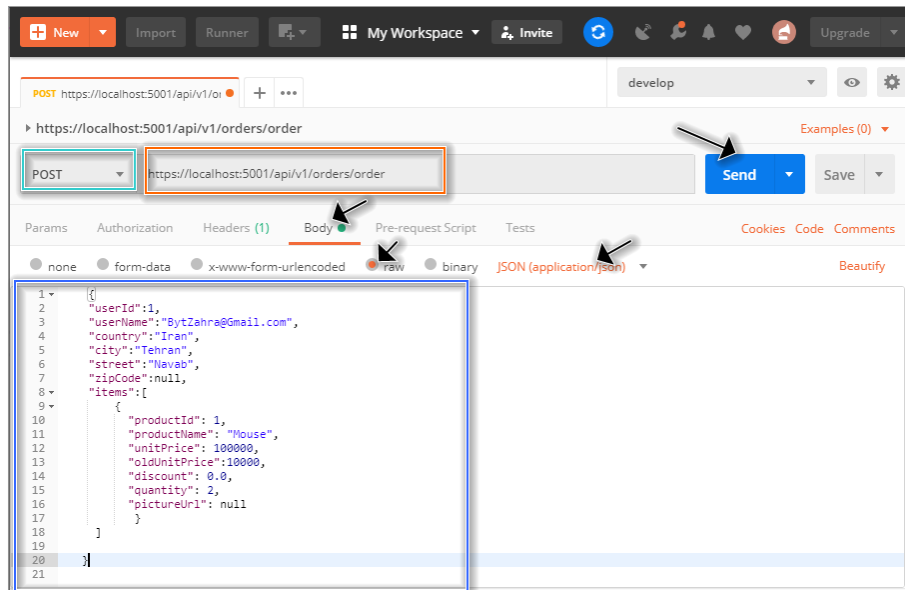 New Import Runner My Workspace Invite Upgrade
POST https://localhost:5001/api/v1/or develop
https://localhost:5001/api/v1/orders/order Examples (0)
POST https://localhost:5001/api/v1/orders/order Send Save
Params Authorization Headers (1) Body Pre-request Script Tests Cookies Code Comments
none form-data x-www-form-urlencoded raw binary JSON (application/json) Beautify
1 {
2 "userId":1,
3 "userName":"BytZahra@Gmail.com",
4 "country":"Iran",
5 "city":"Tehran",
6 "street":"Navab",
7 "zipCode":null,
8 "items":[
9 {
10 "productId": 1,
11 "productName": "Mouse",
12 "unitPrice": 100000,
13 "oldUnitPrice":10000,
14 "discount": 0.0,
15 "quantity": 2,
16 "pictureUrl": null
17 }
18 ]
19
20 }
21